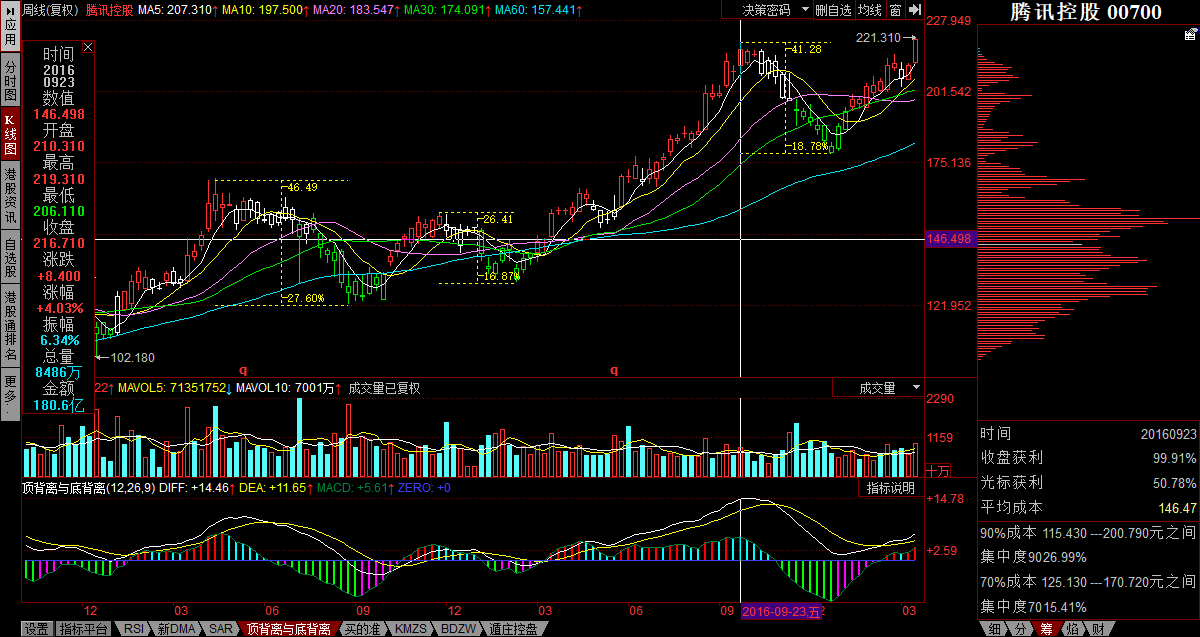 周线(复权) 腾讯控股 MA5: 207.310↑ MA10: 197.500↑ MA20: 183.547↑ MA30: 174.091↑ MA60: 157.441↑
决策密码 删自选 均线 窗
腾讯控股 00700
应用
分时图
K线图
港股资讯
自选股
港股通排名
更多
时间
2016
0923
数值
146.498
开盘
210.310
最高
219.310
最低
206.110
收盘
216.710
涨跌
+8.400
涨幅
+4.03%
振幅
6.34%
总量
8486万
金额
180.6亿
227.949
201.542
175.136
146.498
121.952
221.310
41.28
18.78%
46.49
27.60%
26.41
16.87%
102.180
q
q
22↑ MAVOL5: 71351752↓ MAVOL10: 7001万↑ 成交量已复权
成交量
2290
1159
十万
顶背离与底背离(12,26,9) DIFF: +14.46↑ DEA: +11.65↑ MACD: +5.61↑ ZERO: +0
指标说明
+14.78
+2.59
12 03 06 09 12 03 06 09 2016-09-23,五 2 03
设置 指标平台 RSI 新DMA SAR 顶背离与底背离 买的准 KMZS BDZW 通庄控盘
时间 20160923
收盘获利 99.91%
光标获利 50.78%
平均成本 146.47
90%成本 115.430 ---200.790元之间
集中度9026.99%
70%成本 125.130 ---170.720元之间
集中度7015.41%
细 分 筹 焰 财